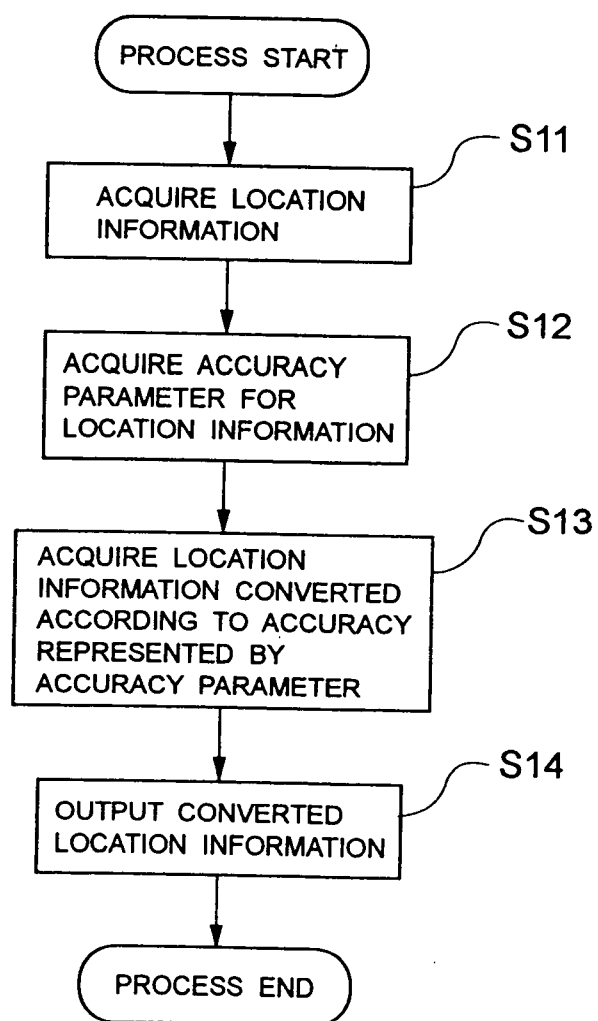 PROCESS START
S11
ACQUIRE LOCATION
INFORMATION
S12
ACQUIRE ACCURACY
PARAMETER FOR
LOCATION INFORMATION
S13
ACQUIRE LOCATION
INFORMATION CONVERTED
ACCORDING TO ACCURACY
REPRESENTED BY
ACCURACY PARAMETER
S14
OUTPUT CONVERTED
LOCATION INFORMATION
PROCESS END